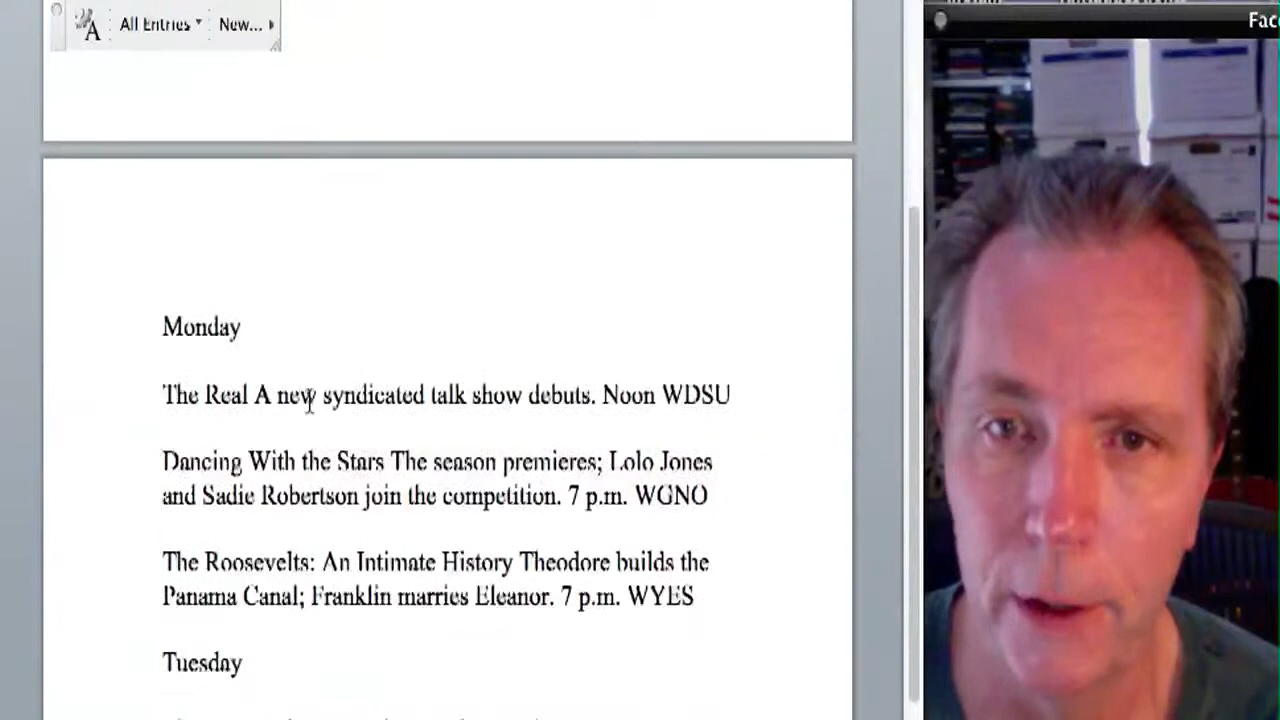 All Entries New...
Fac
Monday
The Real A new syndicated talk show debuts. Noon WDSU
Dancing With the Stars The season premieres; Lolo Jones
and Sadie Robertson join the competition. 7 p.m. WGNO
The Roosevelts: An Intimate History Theodore builds the
Panama Canal; Franklin marries Eleanor. 7 p.m. WYES
Tuesday